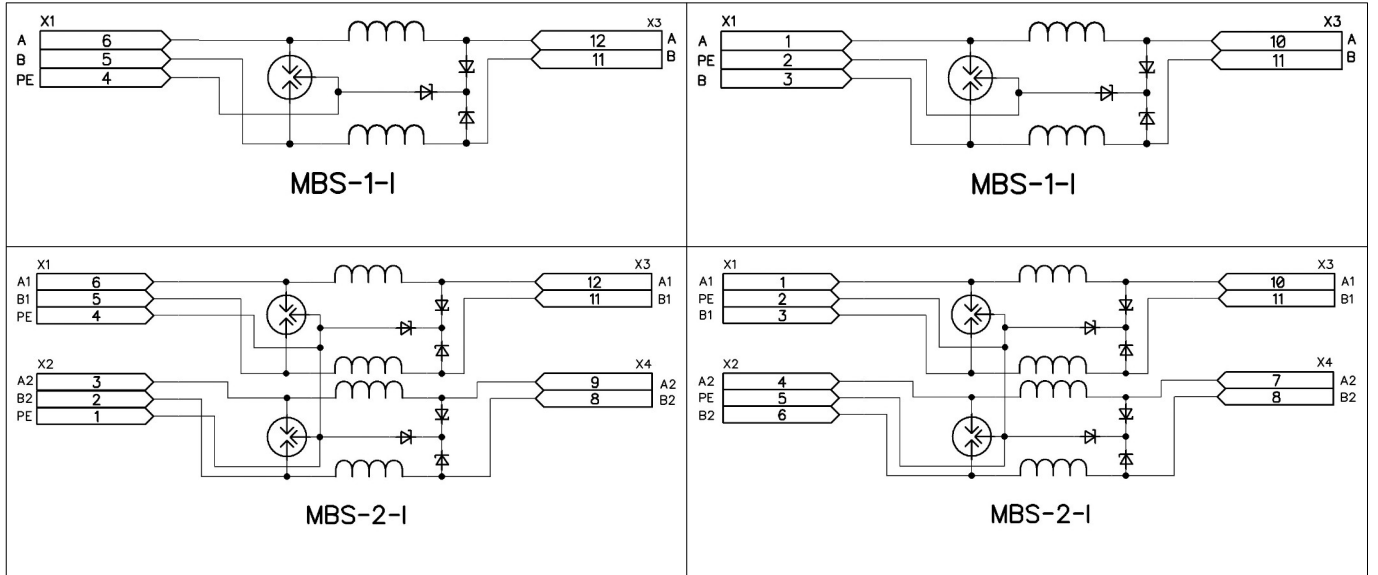 X1 X3
A 6 12 A
B 5 11 B
PE 4
MBS-1-I
X1 X3
A 1 10 A
PE 2 11 B
B 3
MBS-1-I
X1 X3
A1 6 12 A1
B1 5 11 B1
PE 4
X2 X4
A2 3 9 A2
B2 2 8 B2
PE 1
MBS-2-I
X1 X3
A1 1 10 A1
PE 2 11 B1
B1 3
X2 X4
A2 4 7 A2
PE 5 8 B2
B2 6
MBS-2-I